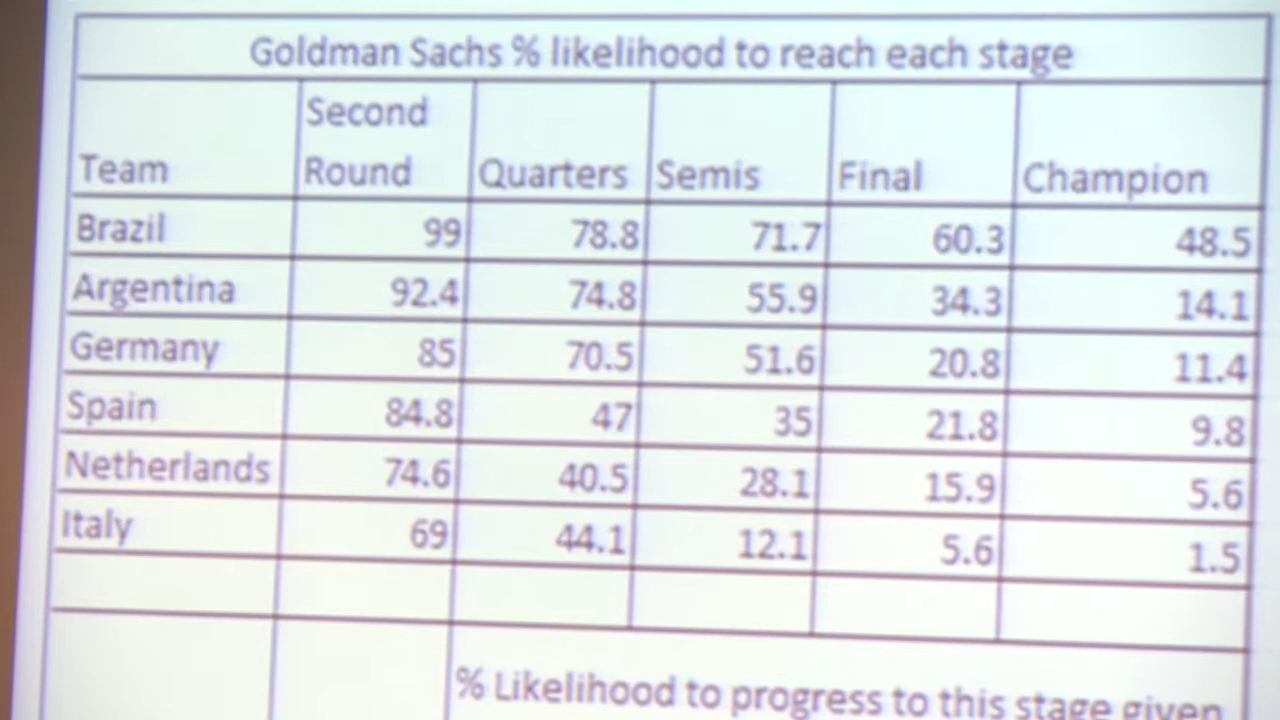 Goldman Sachs % likelihood to reach each stage
Team Second Round Quarters Semis Final Champion
Brazil 99 78.8 71.7 60.3 48.5
Argentina 92.4 74.8 55.9 34.3 14.1
Germany 85 70.5 51.6 20.8 11.4
Spain 84.8 47 35 21.8 9.8
Netherlands 74.6 40.5 28.1 15.9 5.6
Italy 69 44.1 12.1 5.6 1.5
% Likelihood to progress to this stage given